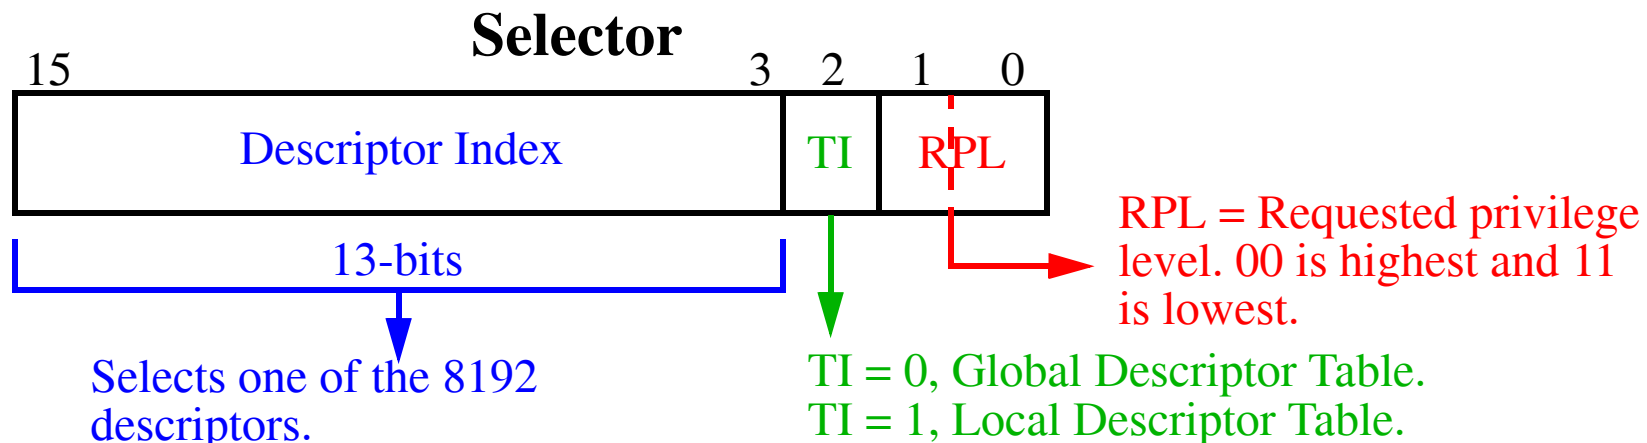 Selector
15 3 2 1 0
Descriptor Index TI RPL
13-bits
RPL = Requested privilege
level. 00 is highest and 11
is lowest.
Selects one of the 8192
descriptors.
TI = 0, Global Descriptor Table.
TI = 1, Local Descriptor Table.